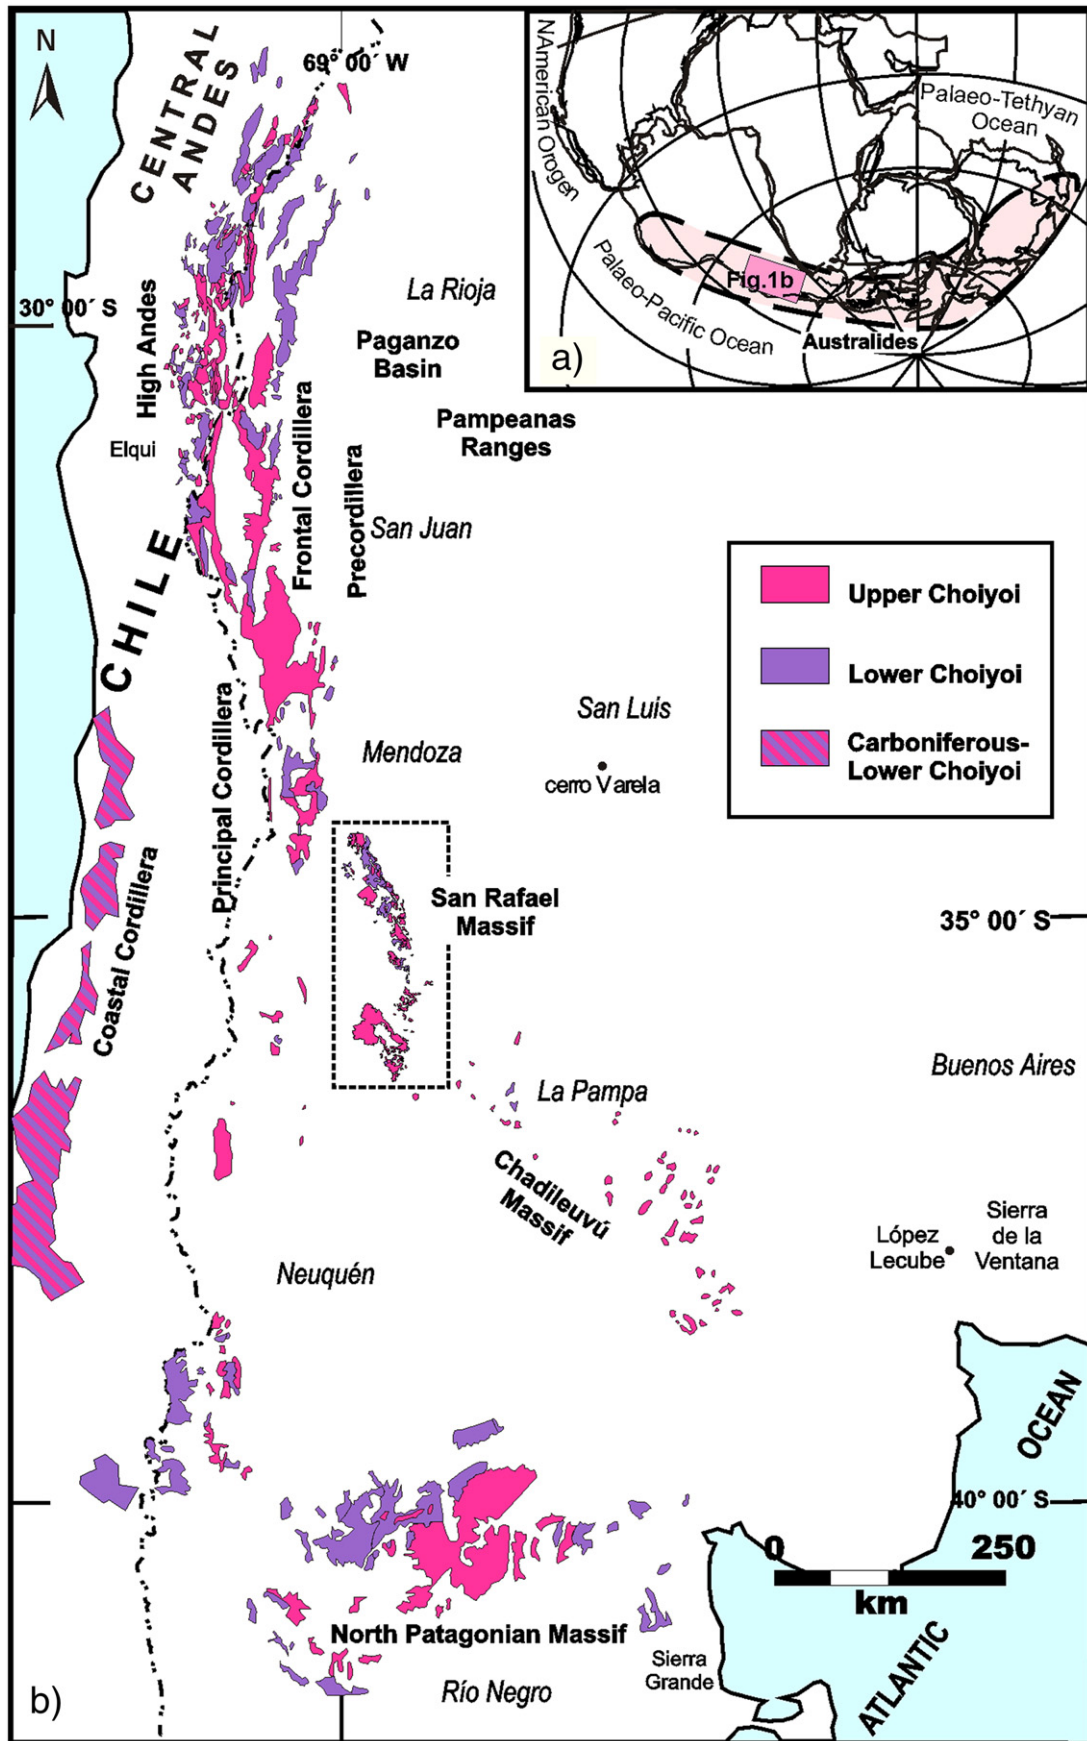 N
CENTRAL
ANDES
69° 00´ W
30° 00´ S
High Andes
Elqui
La Rioja
Paganzo
Basin
Pampeanas
Ranges
Frontal Cordillera
Precordillera
San Juan
CHILE
Principal Cordillera
Coastal Cordillera
Mendoza
San Luis
cerro Varela
San Rafael
Massif
35° 00´ S
Buenos Aires
La Pampa
Chadileuvú
Massif
López
Lecube
Sierra
de la
Ventana
Neuquén
North Patagonian Massif
Río Negro
Sierra
Grande
40° 00´ S
0
250
km
ATLANTIC
OCEAN
b)
NAmerican Orogen
Palaeo-Tethyan
Ocean
Palaeo-Pacific Ocean
Fig.1b
Australides
a)
Upper Choiyoi
Lower Choiyoi
Carboniferous-
Lower Choiyoi